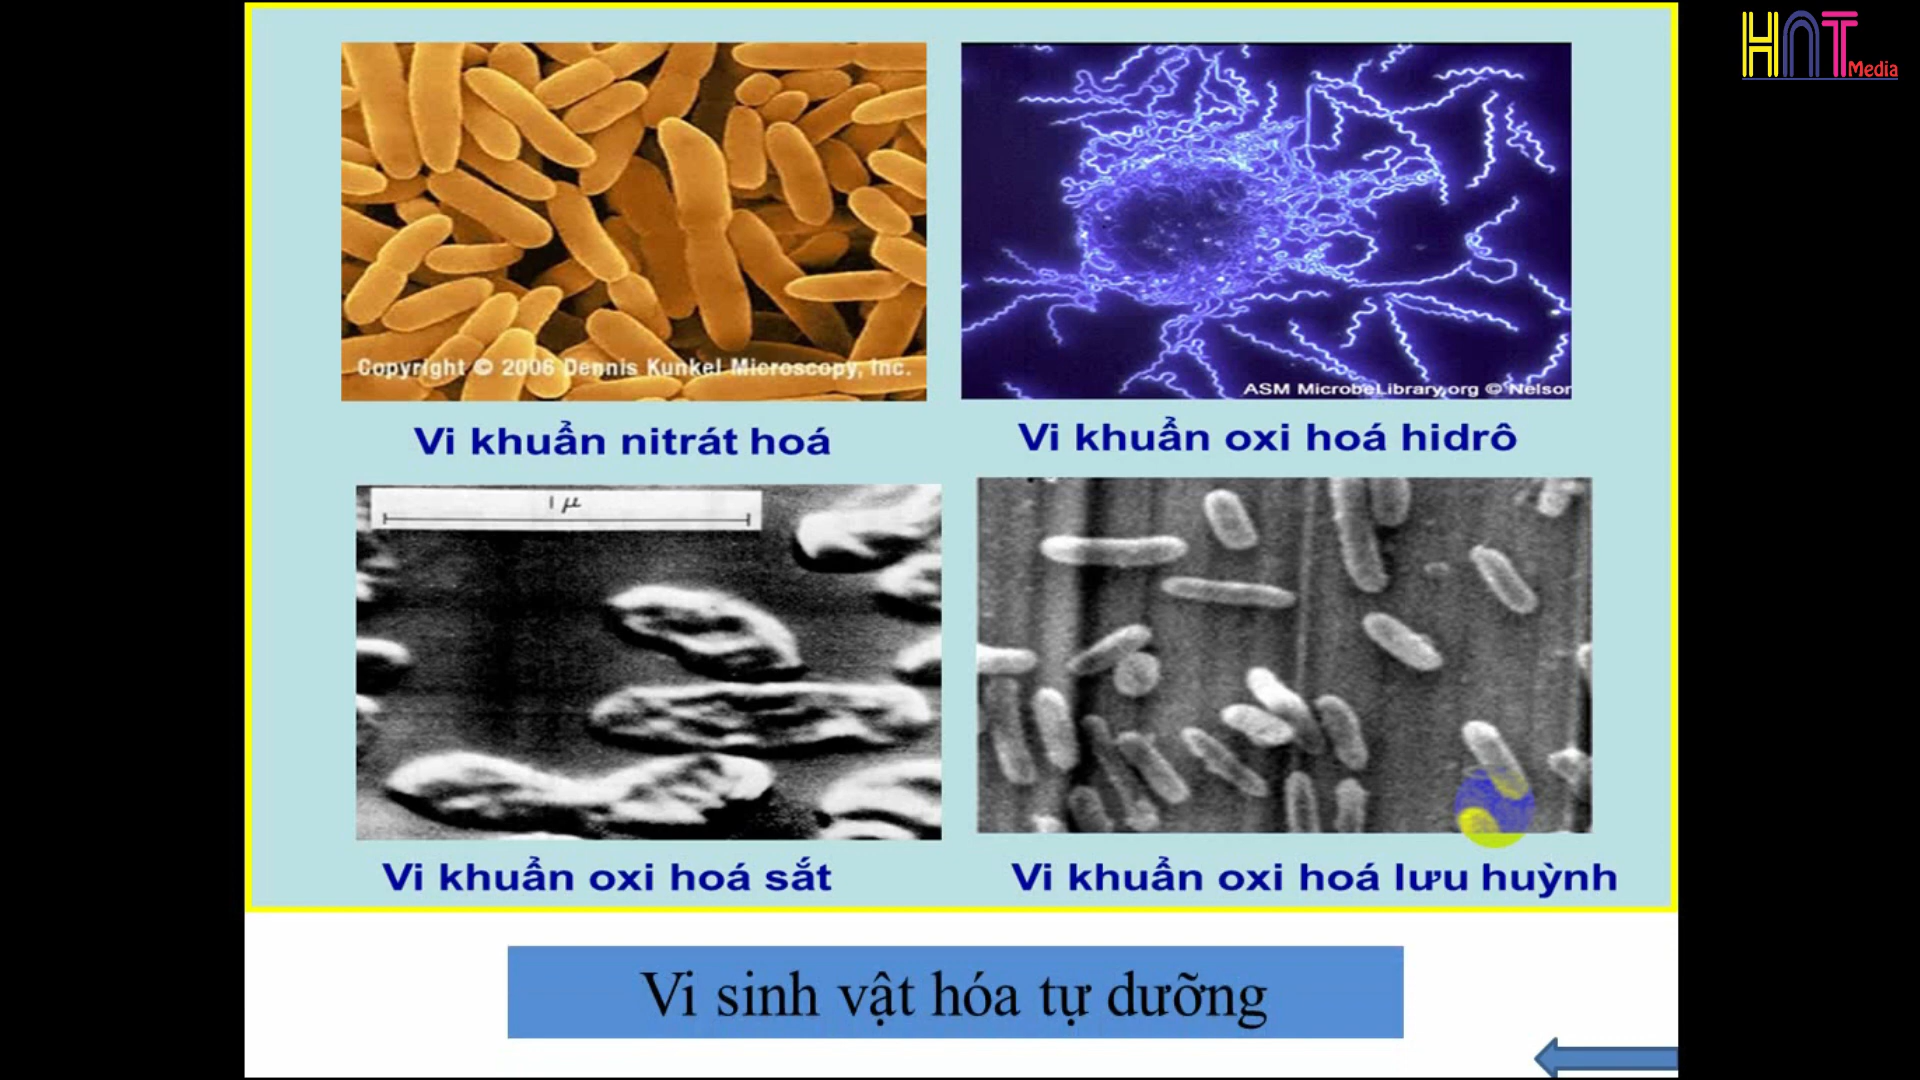 HAT Media
Copyright © 2006 Dennis Kunkel Microscopy, Inc.
ASM MicrobeLibrary.org © Nelson
Vi khuẩn nitrát hoá
Vi khuẩn oxi hoá hidrô
1 μ
Vi khuẩn oxi hoá sắt
Vi khuẩn oxi hoá lưu huỳnh
Vi sinh vật hóa tự dưỡng